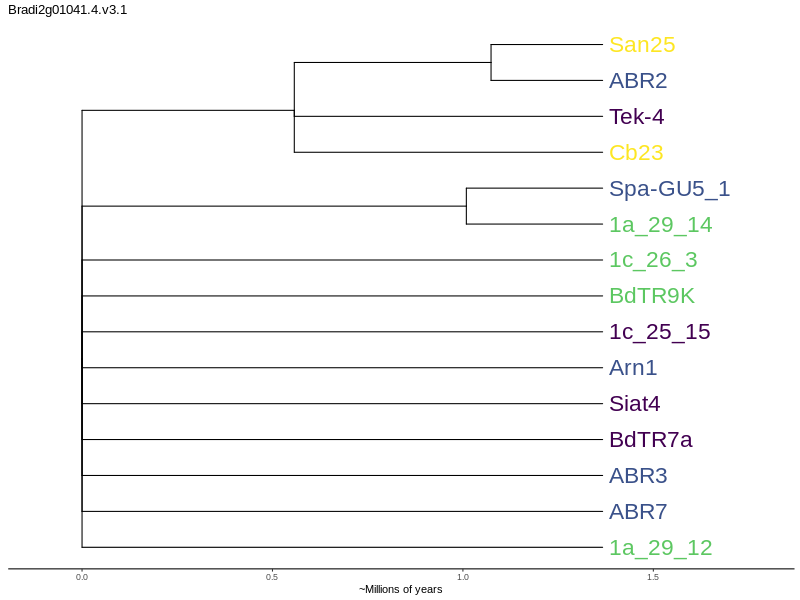 Bradi2g01041.4.v3.1
San25
ABR2
Tek-4
Cb23
Spa-GU5_1
1a_29_14
1c_26_3
BdTR9K
1c_25_15
Arn1
Siat4
BdTR7a
ABR3
ABR7
1a_29_12
0.0 0.5 1.0 1.5
~Millions of years